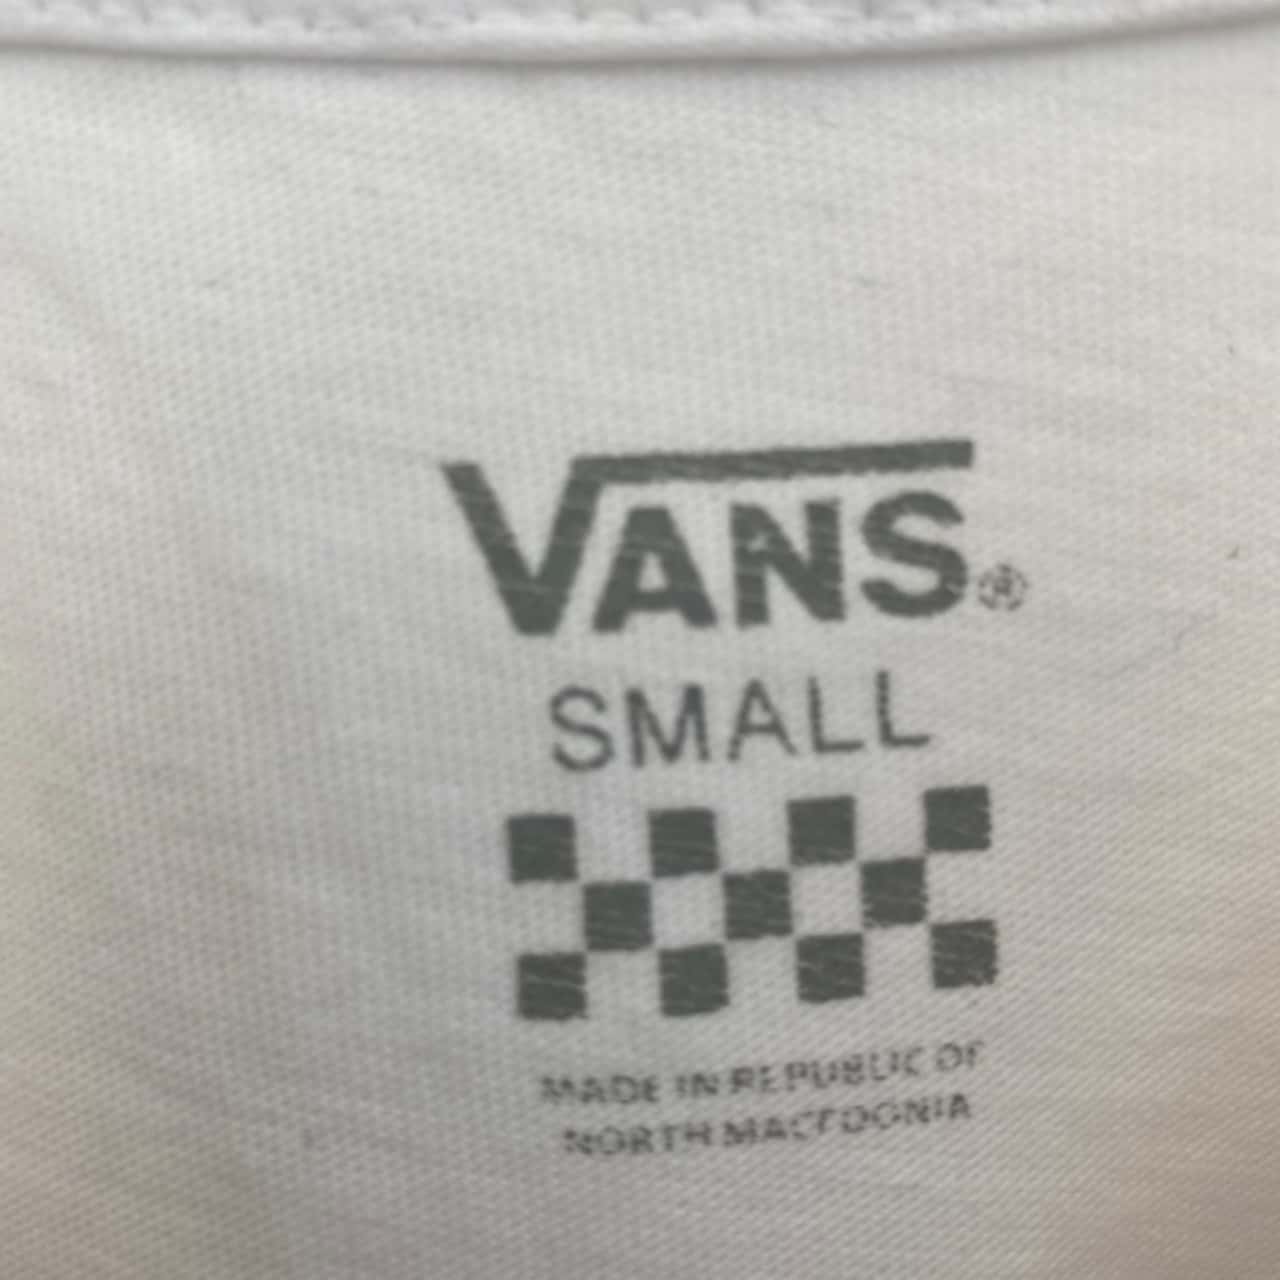 VANS®
SMALL
MADE IN REPUBLIC OF
NORTH MACEDONIA